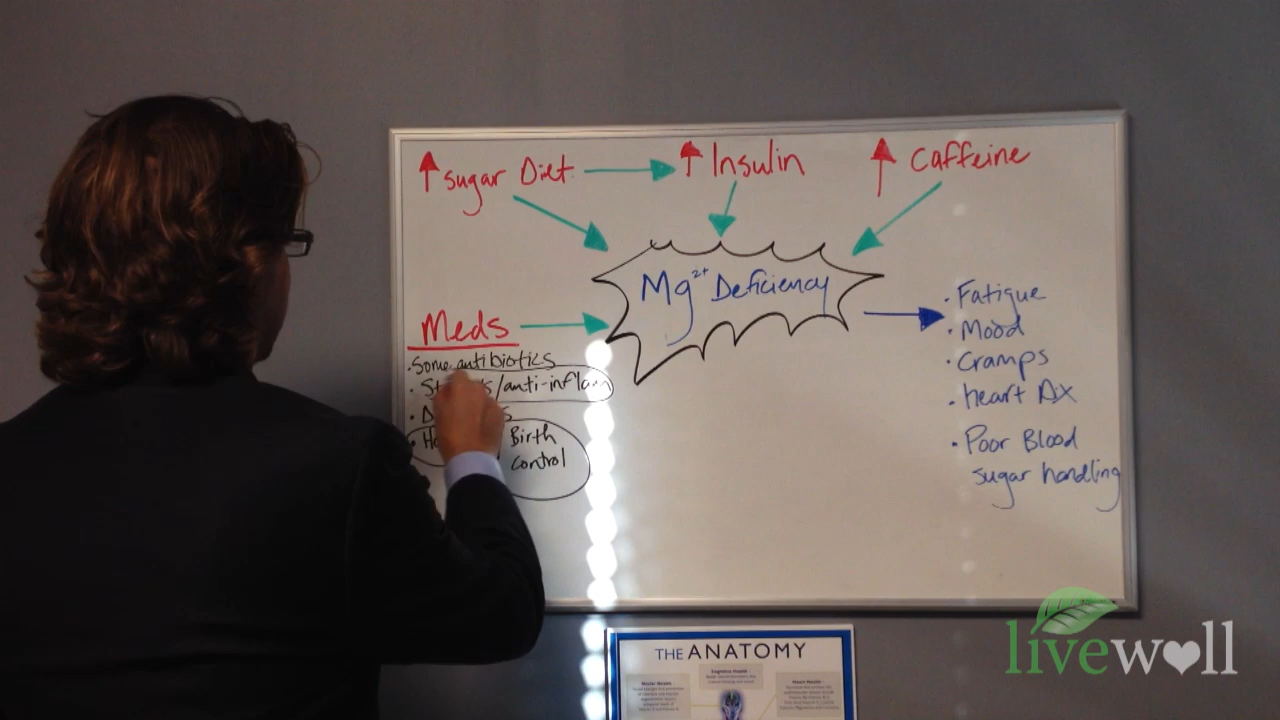 ↑ sugar Diet → ↑ Insulin ↑ Caffeine
Mg²⁺ Deficiency
Meds
· Some antibiotics
· /anti-inflam
·
· Birth
control
· Fatigue
· Mood
· Cramps
· heart
· Poor Blood
sugar handling
THE ANATOMY
livewell